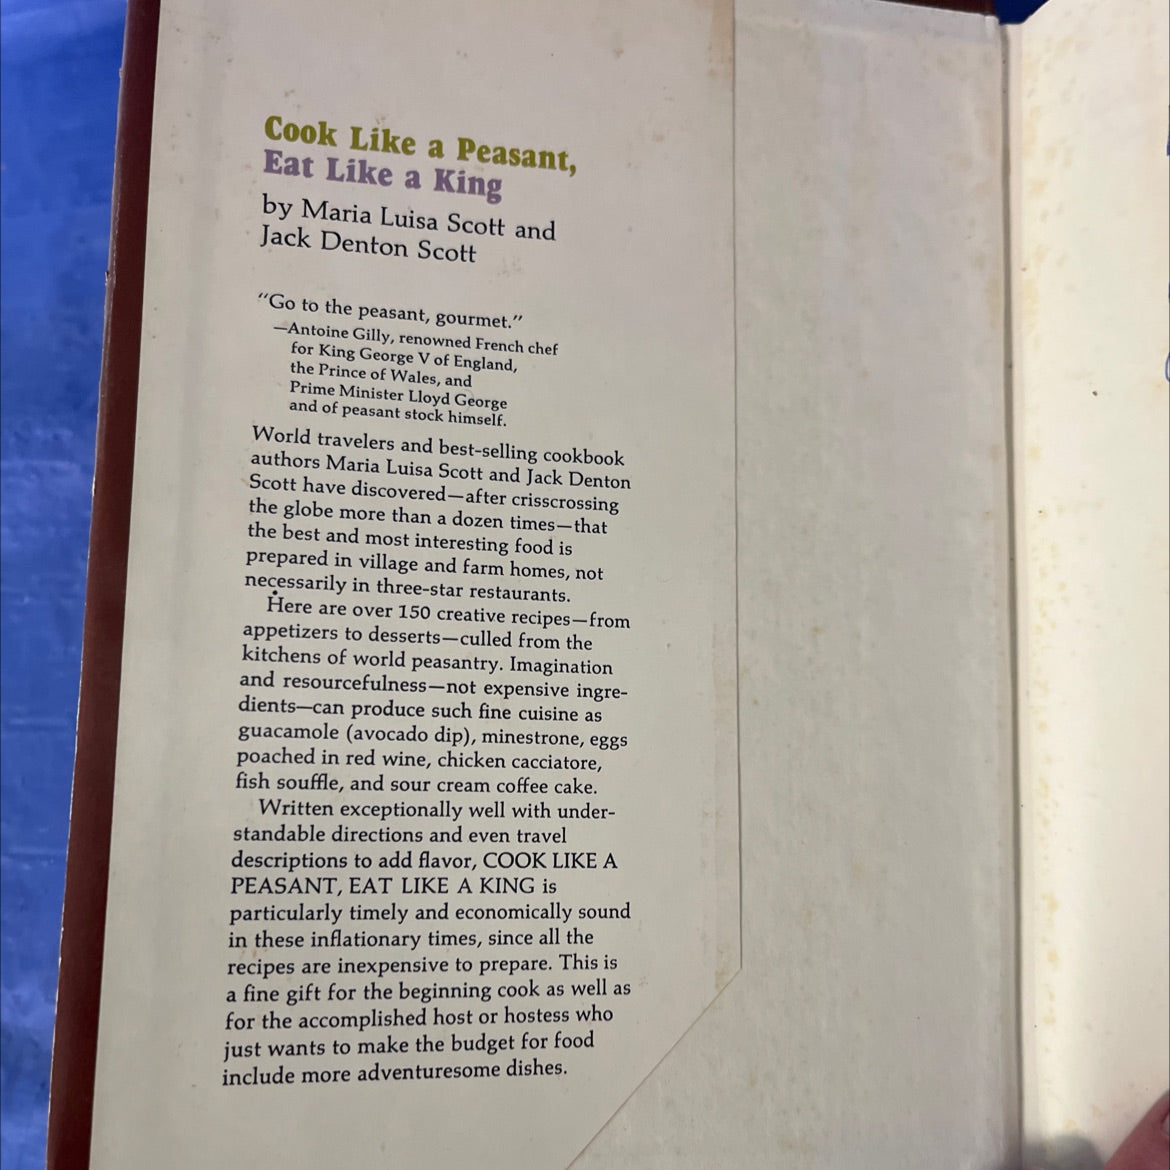 Cook Like a Peasant,
Eat Like a King
by Maria Luisa Scott and
Jack Denton Scott
"Go to the peasant, gourmet."
—Antoine Gilly, renowned French chef
for King George V of England,
the Prince of Wales, and
Prime Minister Lloyd George
and of peasant stock himself.
World travelers and best-selling cookbook
authors Maria Luisa Scott and Jack Denton
Scott have discovered—after crisscrossing
the globe more than a dozen times—that
the best and most interesting food is
prepared in village and farm homes, not
necessarily in three-star restaurants.
Here are over 150 creative recipes—from
appetizers to desserts—culled from the
kitchens of world peasantry. Imagination
and resourcefulness—not expensive ingre-
dients—can produce such fine cuisine as
guacamole (avocado dip), minestrone, eggs
poached in red wine, chicken cacciatore,
fish souffle, and sour cream coffee cake.
Written exceptionally well with under-
standable directions and even travel
descriptions to add flavor, COOK LIKE A
PEASANT, EAT LIKE A KING is
particularly timely and economically sound
in these inflationary times, since all the
recipes are inexpensive to prepare. This is
a fine gift for the beginning cook as well as
for the accomplished host or hostess who
just wants to make the budget for food
include more adventuresome dishes.